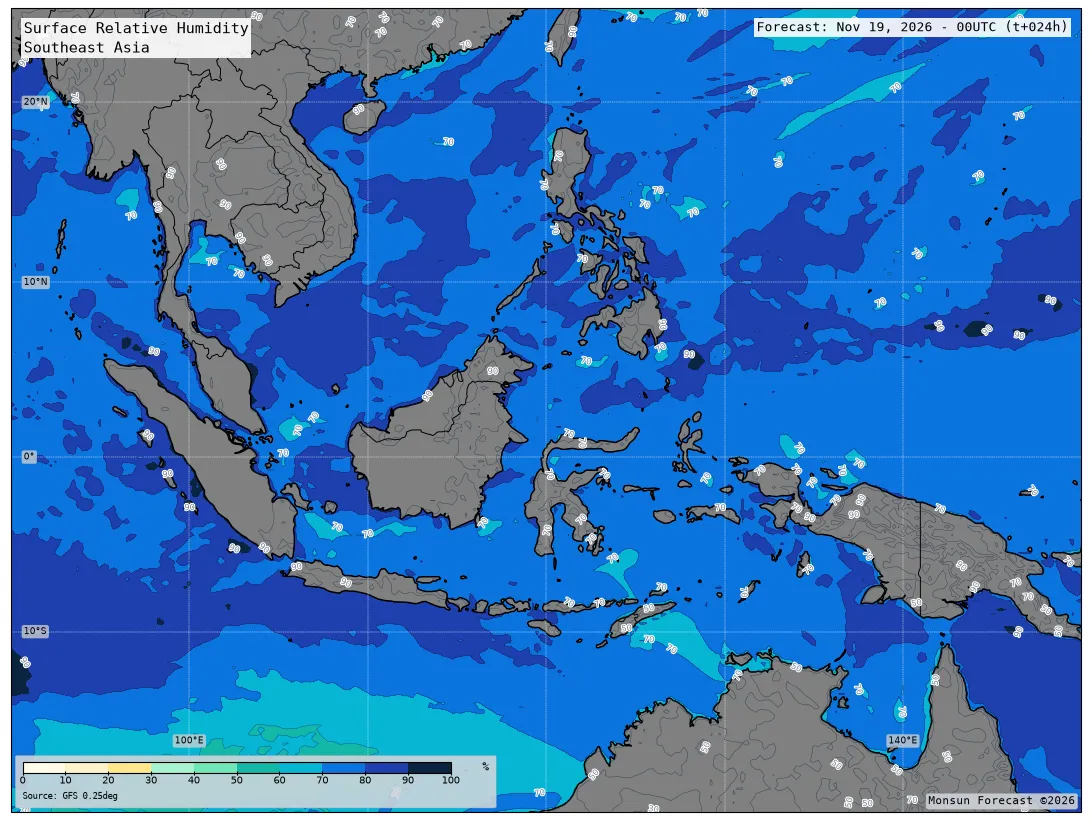 Surface Relative Humidity
Southeast Asia
Forecast: Nov 19, 2026 - 00UTC (t+024h)
20°N
10°N
0°
10°S
100°E
140°E
0 10 20 30 40 50 60 70 80 90 100
%
Source: GFS 0.25deg
Monsun Forecast ©2026